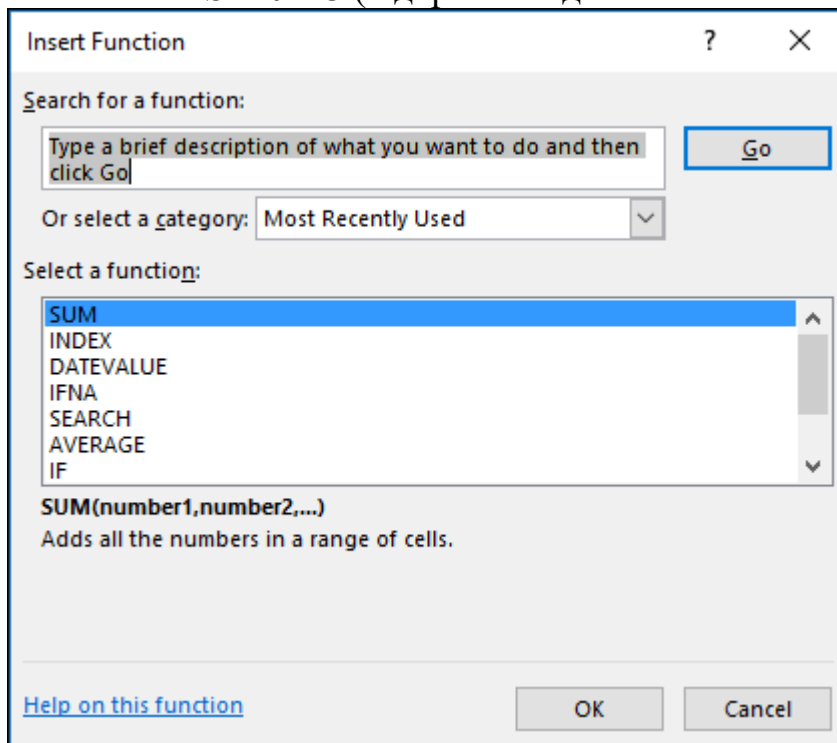 Insert Function
?
Search for a function:
Type a brief description of what you want to do and then
click Go
Go
Or select a category: Most Recently Used
Select a function:
SUM
INDEX
DATEVALUE
IFNA
SEARCH
AVERAGE
IF
SUM(number1,number2,...)
Adds all the numbers in a range of cells.
Help on this function
OK
Cancel